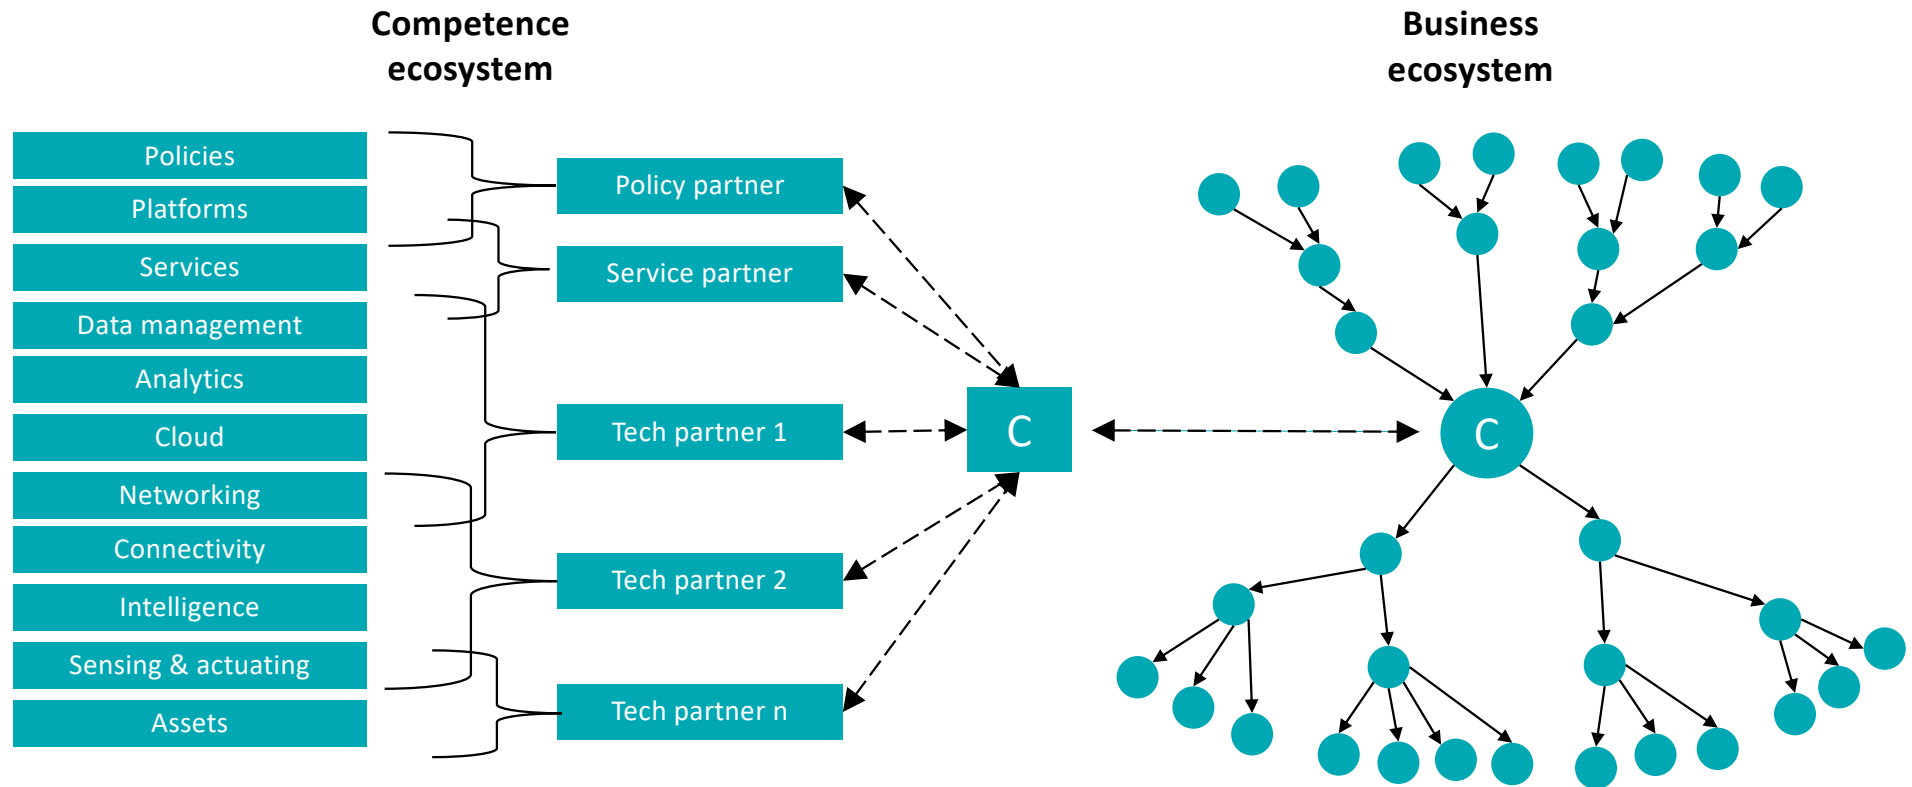 Competence
ecosystem
Business
ecosystem
Policies
Platforms
Services
Data management
Analytics
Cloud
Networking
Connectivity
Intelligence
Sensing & actuating
Assets
Policy partner
Service partner
Tech partner 1
Tech partner 2
Tech partner n
C
C